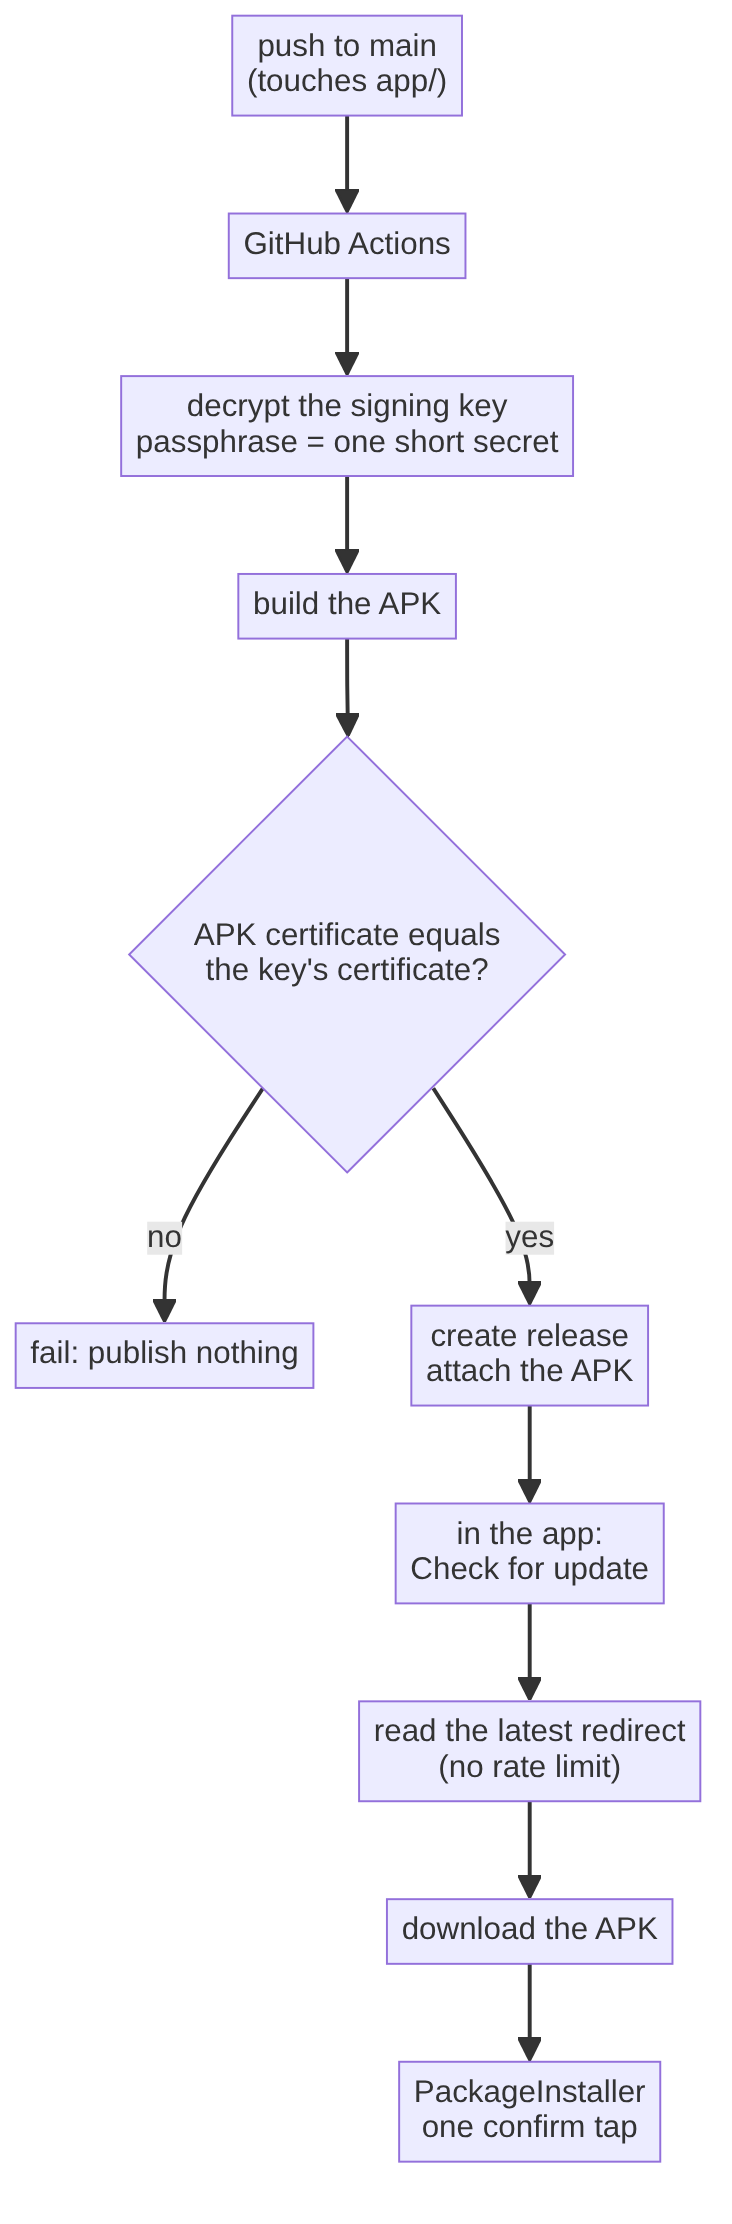 push to main
(touches app/)
GitHub Actions
decrypt the signing key
passphrase = one short secret
build the APK
APK certificate equals
the key's certificate?
no
yes
fail: publish nothing
create release
attach the APK
in the app:
Check for update
read the latest redirect
(no rate limit)
download the APK
PackageInstaller
one confirm tap